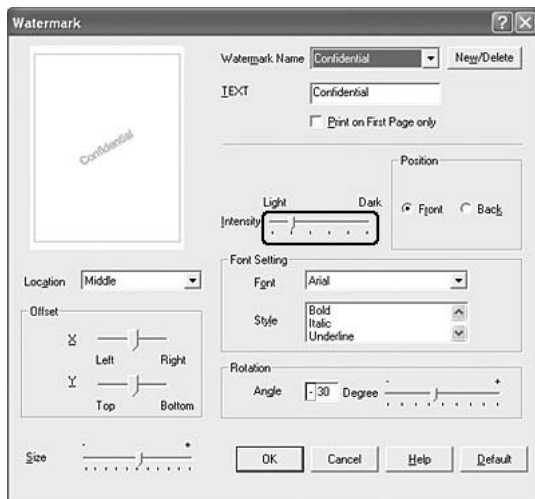 Watermark
Confidential
Watermark Name Confidential New/Delete
TEXT Confidential
Print on First Page only
Position
Front Back
Light Dark
Intensity
Location Middle
Offset
X
Left Right
Y
Top Bottom
Size - +
Font Setting
Font Arial
Style Bold
Italic
Underline
Rotation
Angle -30 Degree - +
OK Cancel Help Default